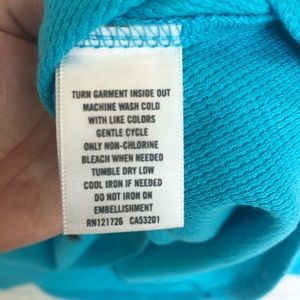 TURN GARMENT INSIDE OUT
MACHINE WASH COLD
WITH LIKE COLORS
GENTLE CYCLE
ONLY NON-CHLORINE
BLEACH WHEN NEEDED
TUMBLE DRY LOW
COOL IRON IF NEEDED
DO NOT IRON ON
EMBELLISHMENT
RN121726 CA53201